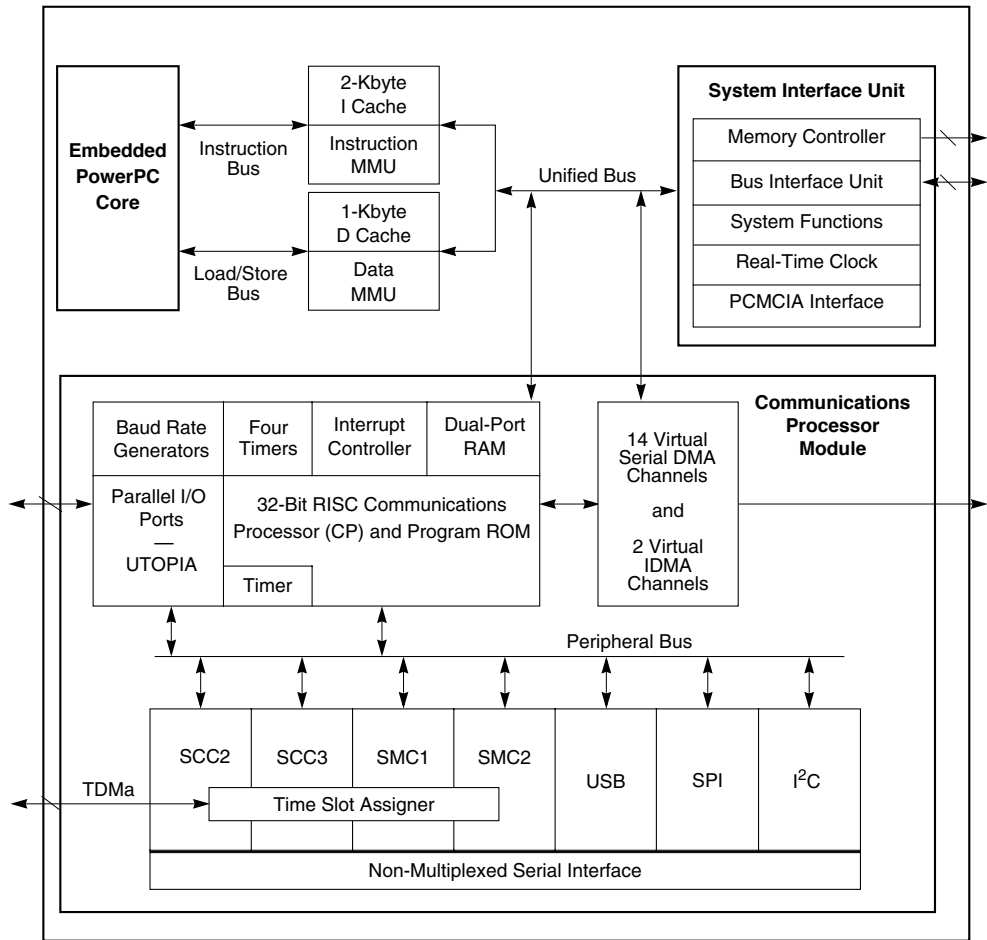 Embedded
PowerPC
Core
Instruction
Bus
Load/Store
Bus
2-Kbyte
I Cache
Instruction
MMU
1-Kbyte
D Cache
Data
MMU
Unified Bus
System Interface Unit
Memory Controller
Bus Interface Unit
System Functions
Real-Time Clock
PCMCIA Interface
Communications
Processor
Module
Baud Rate
Generators
Four
Timers
Interrupt
Controller
Dual-Port
RAM
Parallel I/O
Ports
—
UTOPIA
32-Bit RISC Communications
Processor (CP) and Program ROM
Timer
14 Virtual
Serial DMA
Channels
and
2 Virtual
IDMA
Channels
Peripheral Bus
SCC2
SCC3
SMC1
SMC2
USB
SPI
I²C
TDMa
Time Slot Assigner
Non-Multiplexed Serial Interface